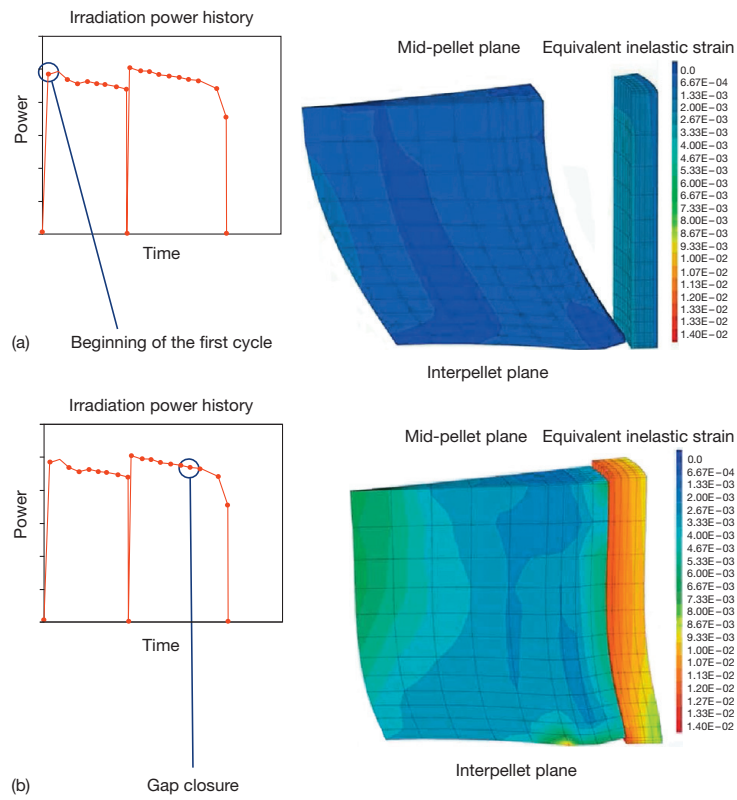 Irradiation power history
Power
Time
Beginning of the first cycle
(a)
Mid-pellet plane
Equivalent inelastic strain
0.0
6.67E−04
1.33E−03
2.00E−03
2.67E−03
3.33E−03
4.00E−03
4.67E−03
5.33E−03
6.00E−03
6.67E−03
7.33E−03
8.00E−03
8.67E−03
9.33E−03
1.00E−02
1.07E−02
1.13E−02
1.20E−02
1.33E−02
1.33E−02
1.40E−02
Interpellet plane
Irradiation power history
Power
Time
Gap closure
(b)
Mid-pellet plane
Equivalent inelastic strain
0.0
6.67E−04
1.33E−03
2.00E−03
2.67E−03
3.33E−03
4.00E−03
4.67E−03
5.33E−03
6.00E−03
6.67E−03
7.33E−03
8.00E−03
8.67E−03
9.33E−03
1.00E−02
1.07E−02
1.13E−02
1.20E−02
1.27E−02
1.33E−02
1.40E−02
Interpellet plane